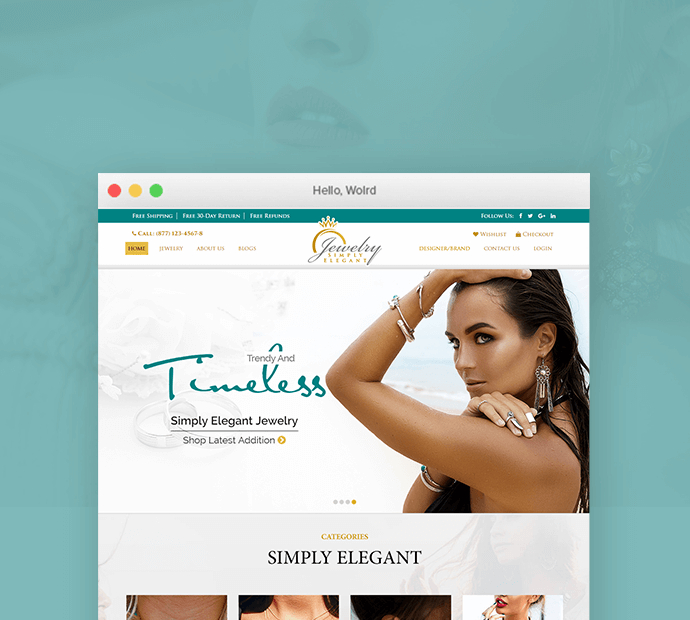 Hello, Wolrd
Free Shipping | Free 30-Day Return | Free Refunds
Follow Us:
Call: (877) 123-4567-8
Wishlist
Checkout
HOME
JEWELRY
ABOUT US
BLOGS
Jewelry
SIMPLY
ELEGANT
DESIGNER/BRAND
CONTACT US
LOGIN
Trendy And
Timeless
Simply Elegant Jewelry
Shop Latest Addition
CATEGORIES
SIMPLY ELEGANT